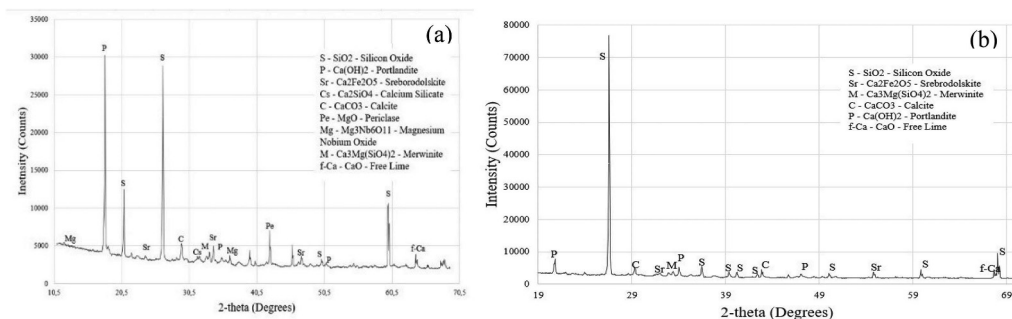 (a)
35000
30000
25000
20000
15000
10000
5000
0
Inetnsity (Counts)
P
S
S - SiO2 - Silicon Oxide
P - Ca(OH)2 - Portlandite
Sr - Ca2Fe2O5 - Sreborodolskite
Cs - Ca2SiO4 - Calcium Silicate
C - CaCO3 - Calcite
Pe - MgO - Periclase
Mg - Mg3Nb6O11 - Magnesium
Nobium Oxide
M - Ca3Mg(SiO4)2 - Merwinite
f-Ca - CaO - Free Lime
S
S
Mg
Sr
C
Cs
M
Sr
P
Mg
Pe
Sr
S
P
f-Ca
10,5 20,5 30,5 40,5 50,5 60,5 70,5
2-theta (Degrees)
(b)
80000
70000
60000
50000
40000
30000
20000
10000
0
Intensity (Counts)
S
S - SiO2 - Silicon Oxide
Sr - Ca2Fe2O5 - Srebrodolskite
M - Ca3Mg(SiO4)2 - Merwinite
C - CaCO3 - Calcite
P - Ca(OH)2 - Portlandite
f-Ca - CaO - Free Lime
P
C
Sr
M
P
S
S
S
S
C
P
S
Sr
S
f-C
S
19 29 39 49 59 69
2-theta (Degrees)